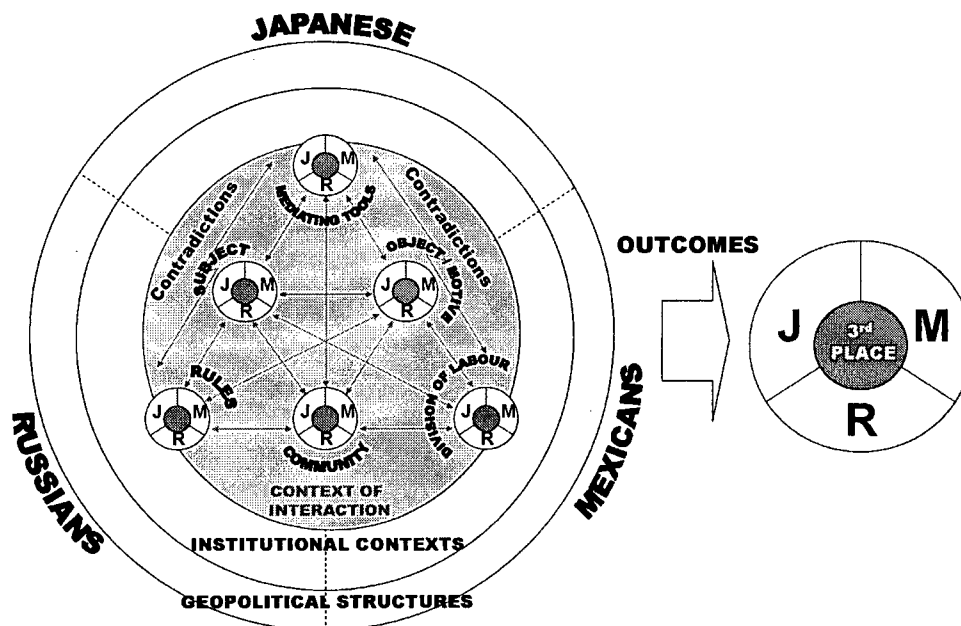 JAPANESE
J M
R
MEDIATING TOOLS
Contradictions
Contradictions
SUBJECT
OBJECT/ MOTIVE
J M
R
J M
R
OUTCOMES
J M
R
3rd
PLACE
RULES
DIVISION OF LABOUR
J M
R
J M
R
J M
R
COMMUNITY
RUSSIANS
MEXICANS
CONTEXT OF
INTERACTION
INSTITUTIONAL CONTEXTS
GEOPOLITICAL STRUCTURES